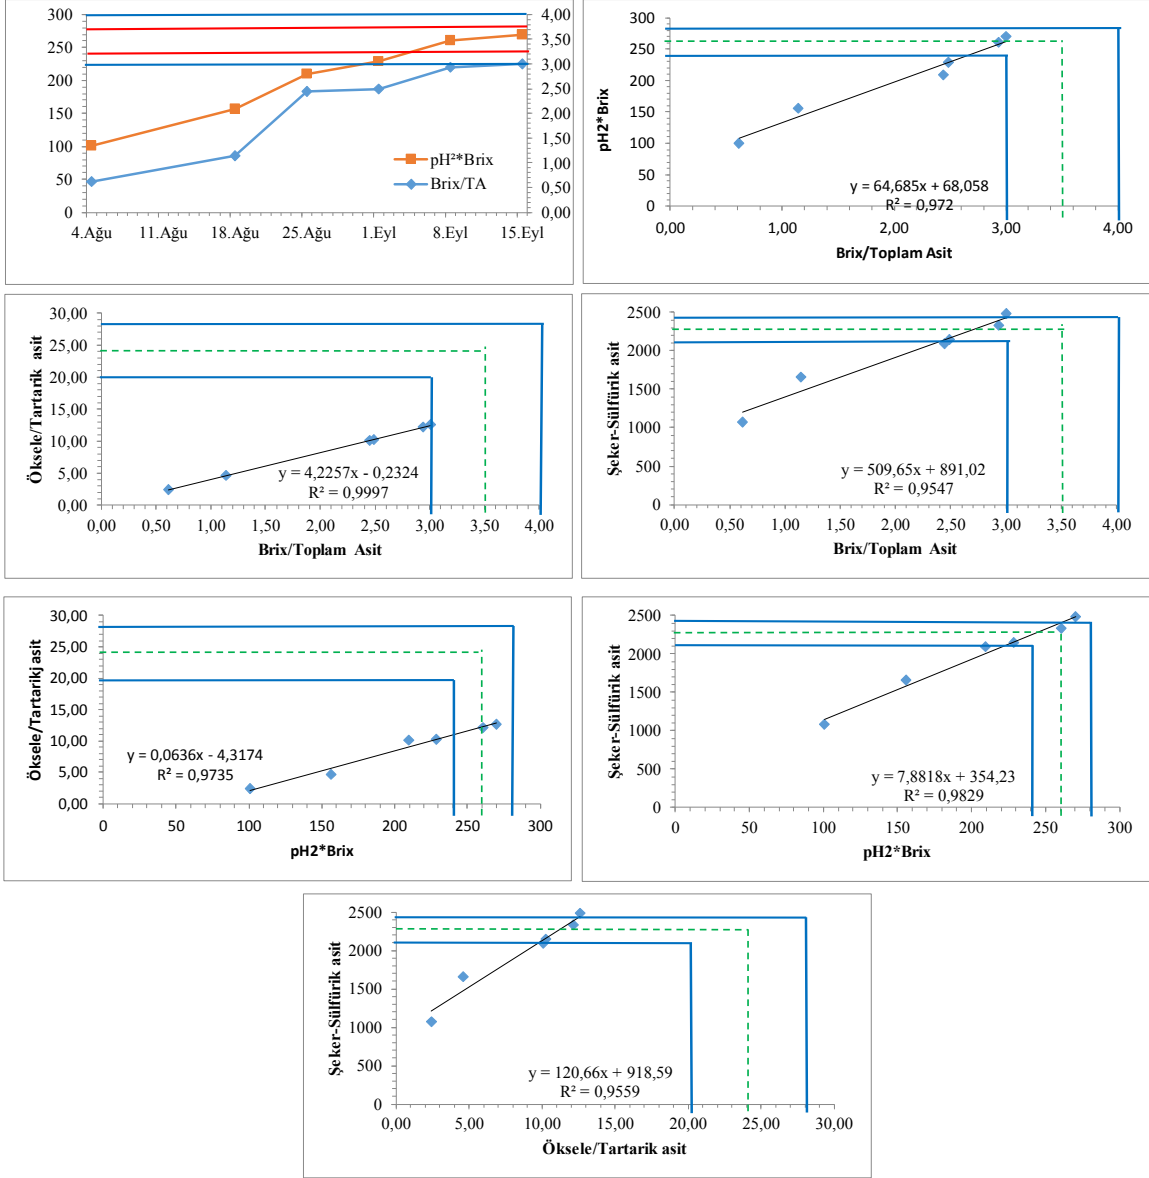 300
250
200
150
100
50
0
4,00
3,50
3,00
2,50
2,00
1,50
1,00
0,50
0,00
pH²*Brix
Brix/TA
4.Ağu 11.Ağu 18.Ağu 25.Ağu 1.Eyl 8.Eyl 15.Eyl
pH2*Brix
300
250
200
150
100
50
0
y = 64,685x + 68,058
R² = 0,972
0,00 1,00 2,00 3,00 4,00
Brix/Toplam Asit
Öksele/Tartarik asit
30,00
25,00
20,00
15,00
10,00
5,00
0,00
y = 4,2257x - 0,2324
R² = 0,9997
0,00 0,50 1,00 1,50 2,00 2,50 3,00 3,50 4,00
Brix/Toplam Asit
Şeker-Sülfürik asit
2500
2000
1500
1000
500
0
y = 509,65x + 891,02
R² = 0,9547
0,00 0,50 1,00 1,50 2,00 2,50 3,00 3,50 4,00
Brix/Toplam Asit
Öksele/Tartarikj asit
30,00
25,00
20,00
15,00
10,00
5,00
0,00
y = 0,0636x - 4,3174
R² = 0,9735
0 50 100 150 200 250 300
pH2*Brix
Şeker-Sülfürik asit
2500
2000
1500
1000
500
0
y = 7,8818x + 354,23
R² = 0,9829
0 50 100 150 200 250 300
pH2*Brix
Şeker-Sülfürik asit
2500
2000
1500
1000
500
0
y = 120,66x + 918,59
R² = 0,9559
0,00 5,00 10,00 15,00 20,00 25,00 30,00
Öksele/Tartarik asit